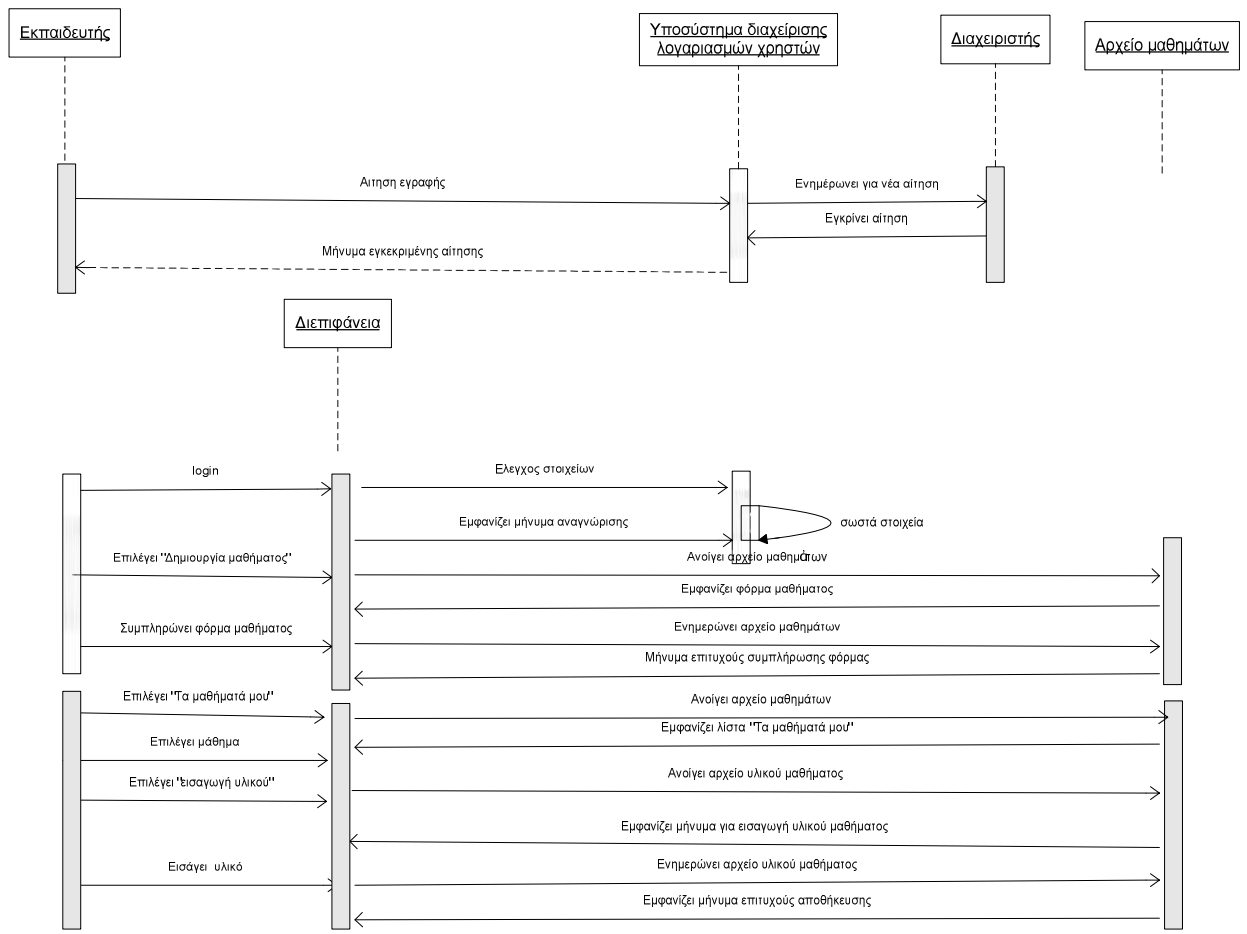 Εκπαιδευτής
Υποσύστημα διαχείρισης
λογαριασμών χρηστών
Διαχειριστής
Αρχείο μαθημάτων
Αιτηση εγραφής
Ενημέρωνει για νέα αίτηση
Εγκρίνει αίτηση
Μήνυμα εγκεκριμένης αίτησης
Διεπιφάνεια
login
Ελεγχος στοιχείων
Εμφανίζει μήνυμα αναγνώρισης
σωστά στοιχεία
Επιλέγει "Δημιουργία μαθήματος"
Ανοίγει αρχείο μαθημάτων
Εμφανίζει φόρμα μαθήματος
Συμπληρώνει φόρμα μαθήματος
Ενημερώνει αρχείο μαθημάτων
Μήνυμα επιτυχούς συμπλήρωσης φόρμας
Επιλέγει "Τα μαθήματά μου"
Ανοίγει αρχείο μαθημάτων
Εμφανίζει λίστα "Τα μαθήματά μου"
Επιλέγει μάθημα
Ανοίγει αρχείο υλικού μαθήματος
Επιλέγει "εισαγωγή υλικού"
Εμφανίζει μήνυμα για εισαγωγή υλικού μαθήματος
Εισάγει υλικό
Ενημερώνει αρχείο υλικού μαθήματος
Εμφανίζει μήνυμα επιτυχούς αποθήκευσης